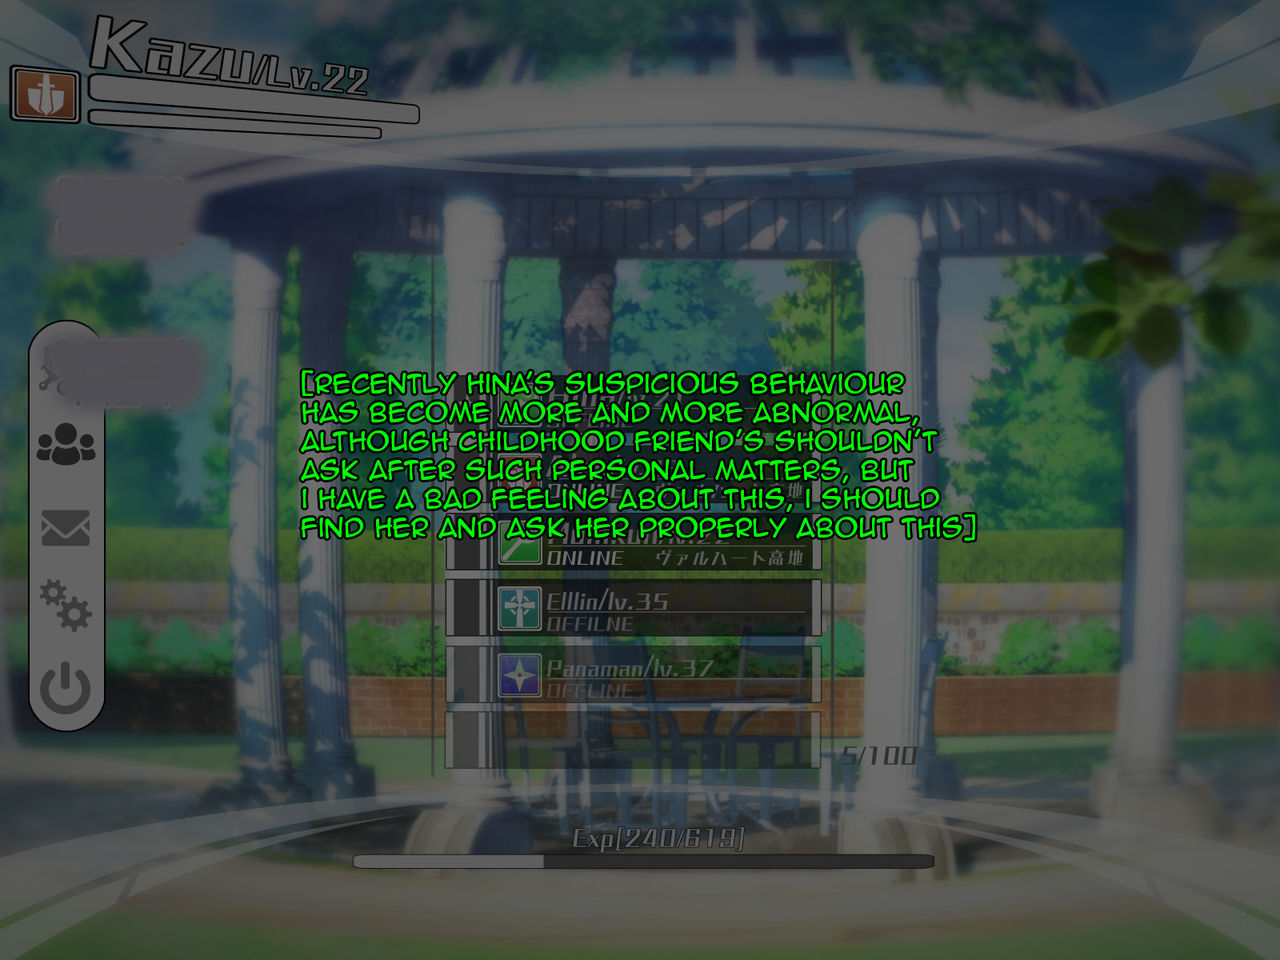 Kazu/Lv.22
[RECENTLY HINA'S SUSPICIOUS BEHAVIOUR
HAS BECOME MORE AND MORE ABNORMAL,
ALTHOUGH CHILDHOOD FRIEND'S SHOULDN'T
ASK AFTER SUCH PERSONAL MATTERS, BUT
I HAVE A BAD FEELING ABOUT THIS, I SHOULD
FIND HER AND ASK HER PROPERLY ABOUT THIS]
ONLINE ヴァルハート高地
Elllin/lv.35
OFFILNE
Panaman/lv.37
OFFLINE
5/100
Exp[240/619]